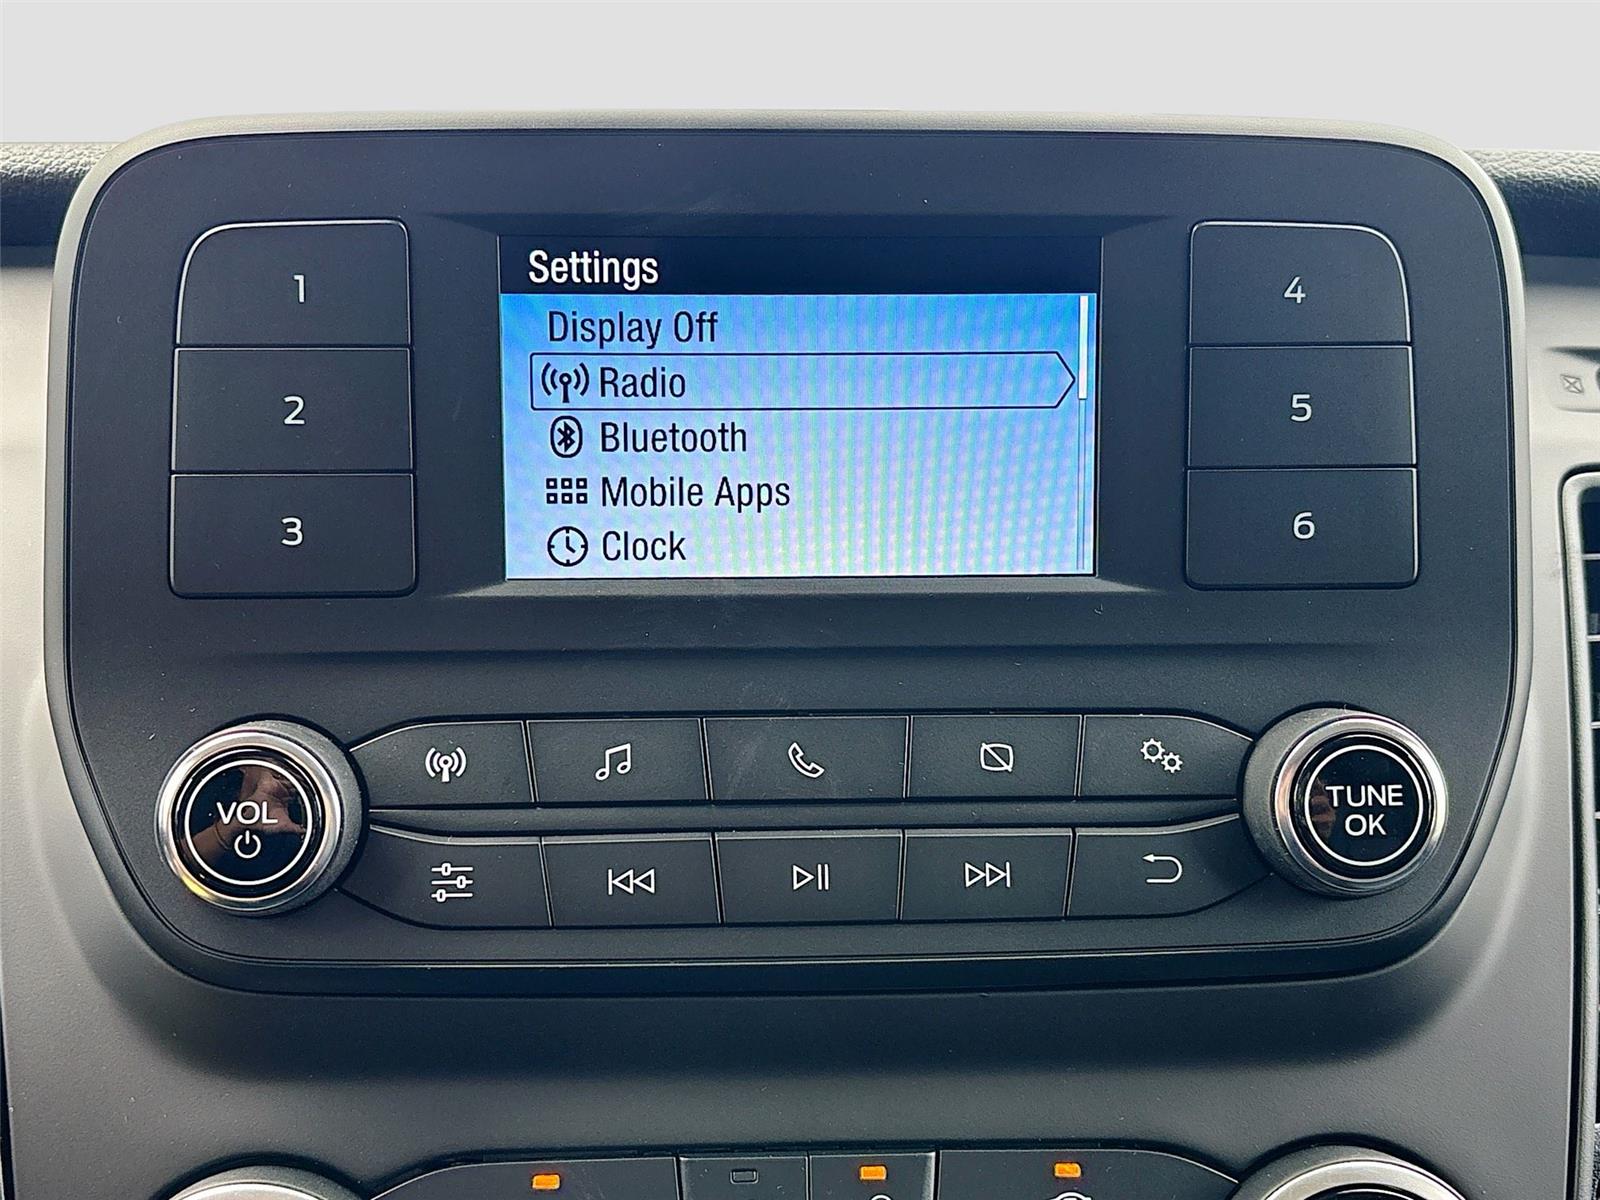 Settings
Display Off
Radio
Bluetooth
Mobile Apps
Clock
1
2
3
4
5
6
VOL
TUNE
OK